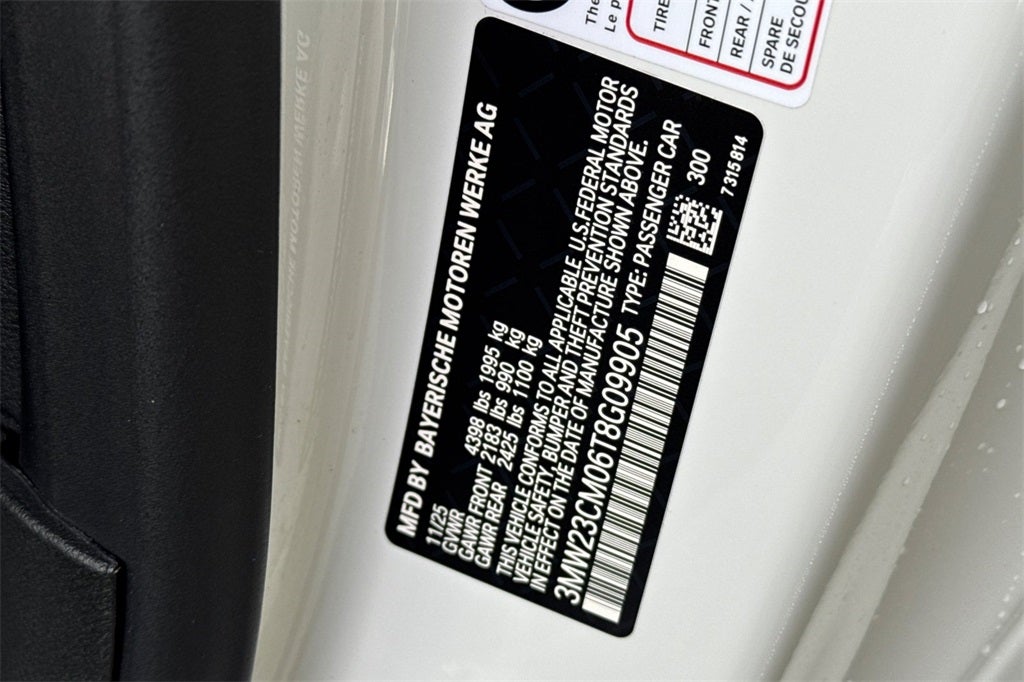 The
Le p
TIRE
FRONT
REAR /
SPARE
DE SECOU
MFD BY BAYERISCHE MOTOREN WERKE AG
11/25
GVWR 4398 lbs 1995 kg
GAWR FRONT 2183 lbs 990 kg
GAWR REAR 2425 lbs 1100 kg
THIS VEHICLE CONFORMS TO ALL APPLICABLE U.S.FEDERAL MOTOR
VEHICLE SAFETY, BUMPER AND THEFT PREVENTION STANDARDS
IN EFFECT ON THE DATE OF MANUFACTURE SHOWN ABOVE.
3MW23CM06T8G09905 TYPE: PASSENGER CAR
300
7315814